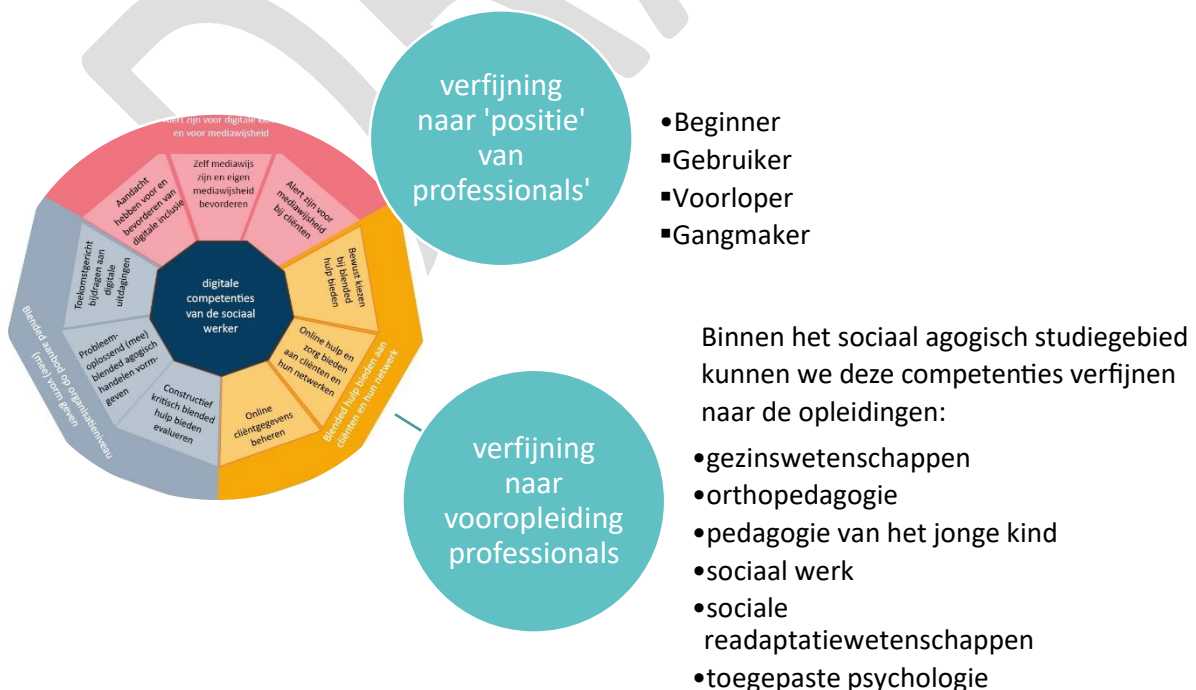 verfijning
naar 'positie'
van
professionals'
•Beginner
▪Gebruiker
▪Voorloper
▪Gangmaker
Alert zijn voor digitale
en voor mediawijsheid
Aandacht
hebben voor en
bevorderen van
digitale inclusie
Zelf mediawijs
zijn en eigen
mediawijsheid
bevorderen
Alert zijn voor
mediawijsheid
bij cliënten
Bewust kiezen
bij blended
hulp bieden
Online hulp en
zorg bieden
aan cliënten en
hun netwerken
Online
cliëntgegevens
beheren
Blended hulp bieden aan
cliënten en hun netwerk
Constructief
kritisch blended
hulp bieden
evalueren
Probleem-
oplossend (mee)
blended agogisch
handelen vorm-
geven
Toekomstgericht
bijdragen aan
digitale
uitdagingen
Blended aanbod op organisatieniveau
(mee) vorm geven
digitale
competenties
van de sociaal
werker
verfijning
naar
vooropleiding
professionals
Binnen het sociaal agogisch studiegebied
kunnen we deze competenties verfijnen
naar de opleidingen:
•gezinswetenschappen
•orthopedagogie
•pedagogie van het jonge kind
•sociaal werk
•sociale
readaptatiewetenschappen
•toegepaste psychologie